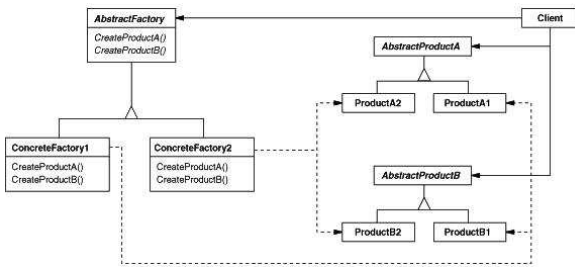 AbstractFactory
CreateProductA()
CreateProductB()
Client
AbstractProductA
ProductA2
ProductA1
ConcreteFactory1
CreateProductA()
CreateProductB()
ConcreteFactory2
CreateProductA()
CreateProductB()
AbstractProductB
ProductB2
ProductB1